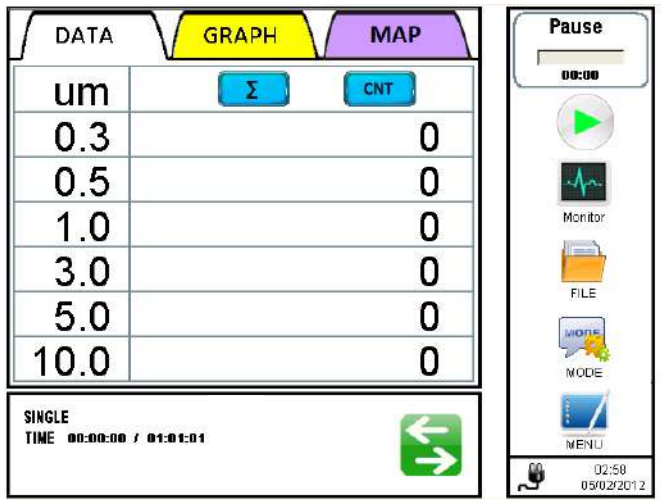 DATA GRAPH MAP
um Σ CNT
0.3 0
0.5 0
1.0 0
3.0 0
5.0 0
10.0 0
SINGLE
TIME 00:00:00 / 01:01:01
Pause
00:00
Monitor
FILE
MODE
MODE
MENU
02:58
05/02/2012